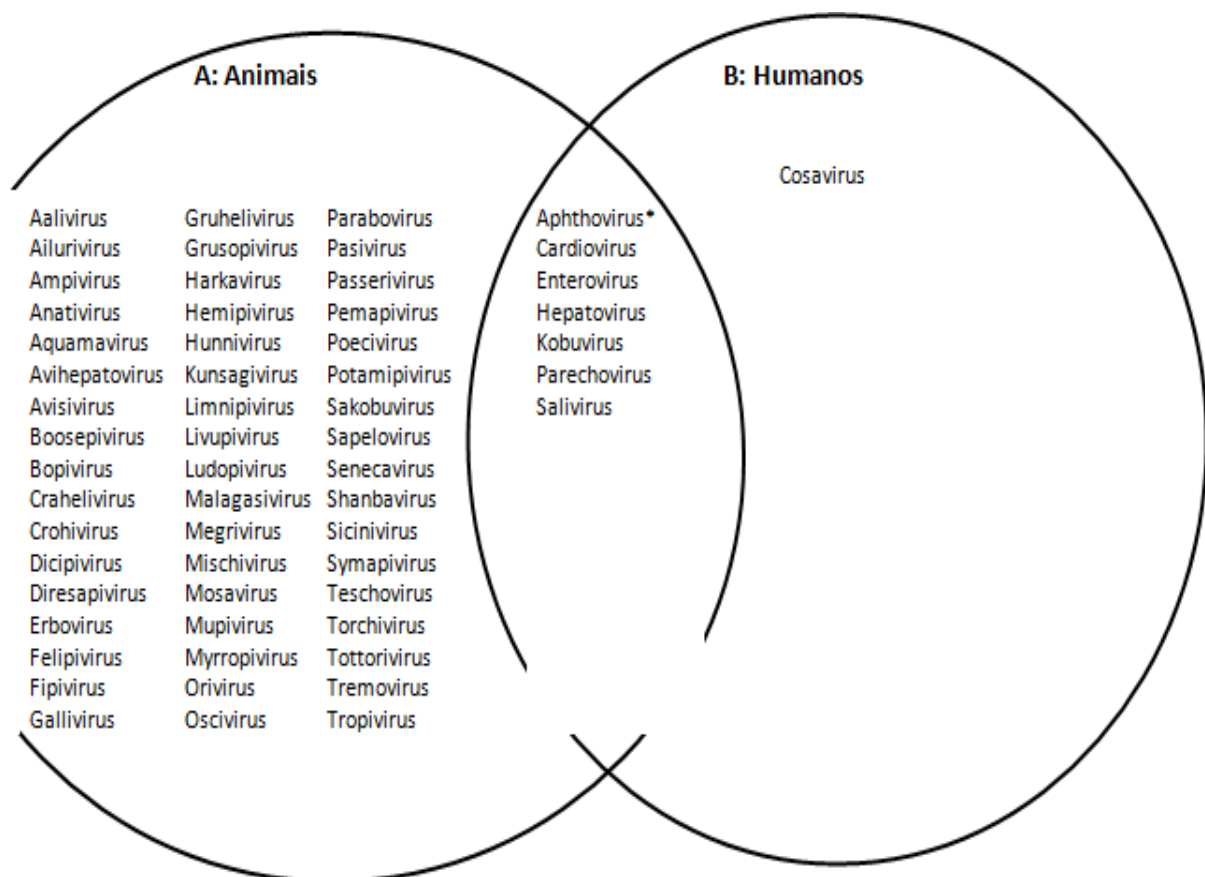 A: Animais
B: Humanos
Cosavirus
Aalivirus Gruhelivirus Parabovirus Aphthovirus*
Ailurivirus Grusopivirus Pasivirus Cardiovirus
Ampivirus Harkavirus Passerivirus Enterovirus
Anativirus Hemipivirus Pemapivirus Hepatovirus
Aquamavirus Hunnivirus Poecivirus Kobuvirus
Avihepatovirus Kunsagivirus Potamipivirus Parechovirus
Avisivirus Limnipivirus Sakobuvirus Salivirus
Boosepivirus Livupivirus Sapelovirus
Bopivirus Ludopivirus Senecavirus
Crahelivirus Malagasivirus Shanbavirus
Crohivirus Megrivirus Sicinivirus
Dicipivirus Mischivirus Symapivirus
Diresapivirus Mosavirus Teschovirus
Erbovirus Mupivirus Torchivirus
Felipivirus Myrropivirus Tottorivirus
Fipivirus Orivirus Tremovirus
Gallivirus Oscivirus Tropivirus